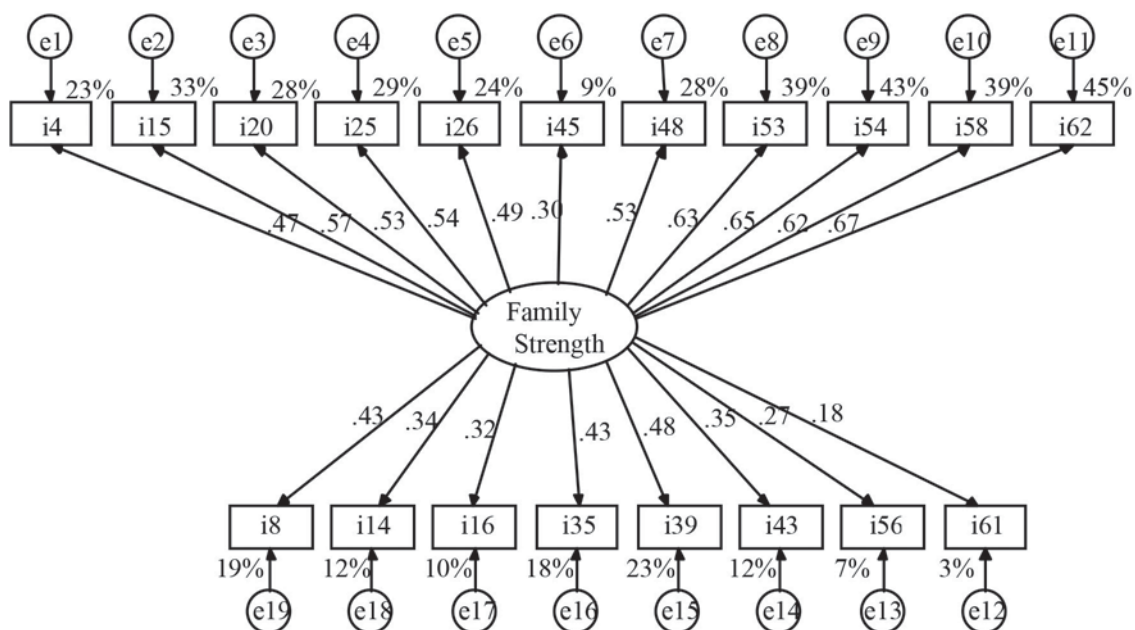 e1 e2 e3 e4 e5 e6 e7 e8 e9 e10 e11
23% 33% 28% 29% 24% 9% 28% 39% 43% 39% 45%
i4 i15 i20 i25 i26 i45 i48 i53 i54 i58 i62
.47 .57 .53 .54 .49 .30 .53 .63 .65 .62 .67
Family
Strength
.43 .34 .32 .43 .48 .35 .27 .18
i8 i14 i16 i35 i39 i43 i56 i61
19% 12% 10% 18% 23% 12% 7% 3%
e19 e18 e17 e16 e15 e14 e13 e12